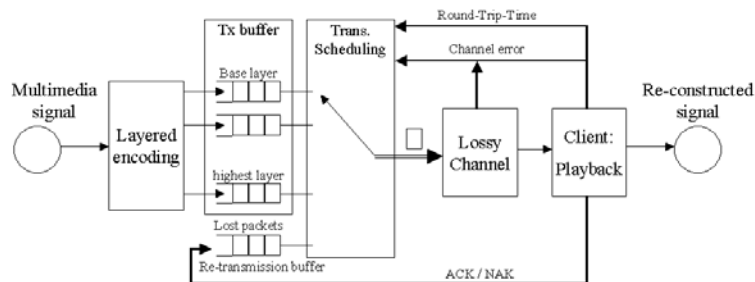 Tx buffer
Trans.
Scheduling
Round-Trip-Time
Channel error
Base layer
Multimedia
signal
Layered
encoding
Lossy
Channel
Client:
Playback
Re-constructed
signal
highest layer
Lost packets
Re-transmission buffer
ACK / NAK